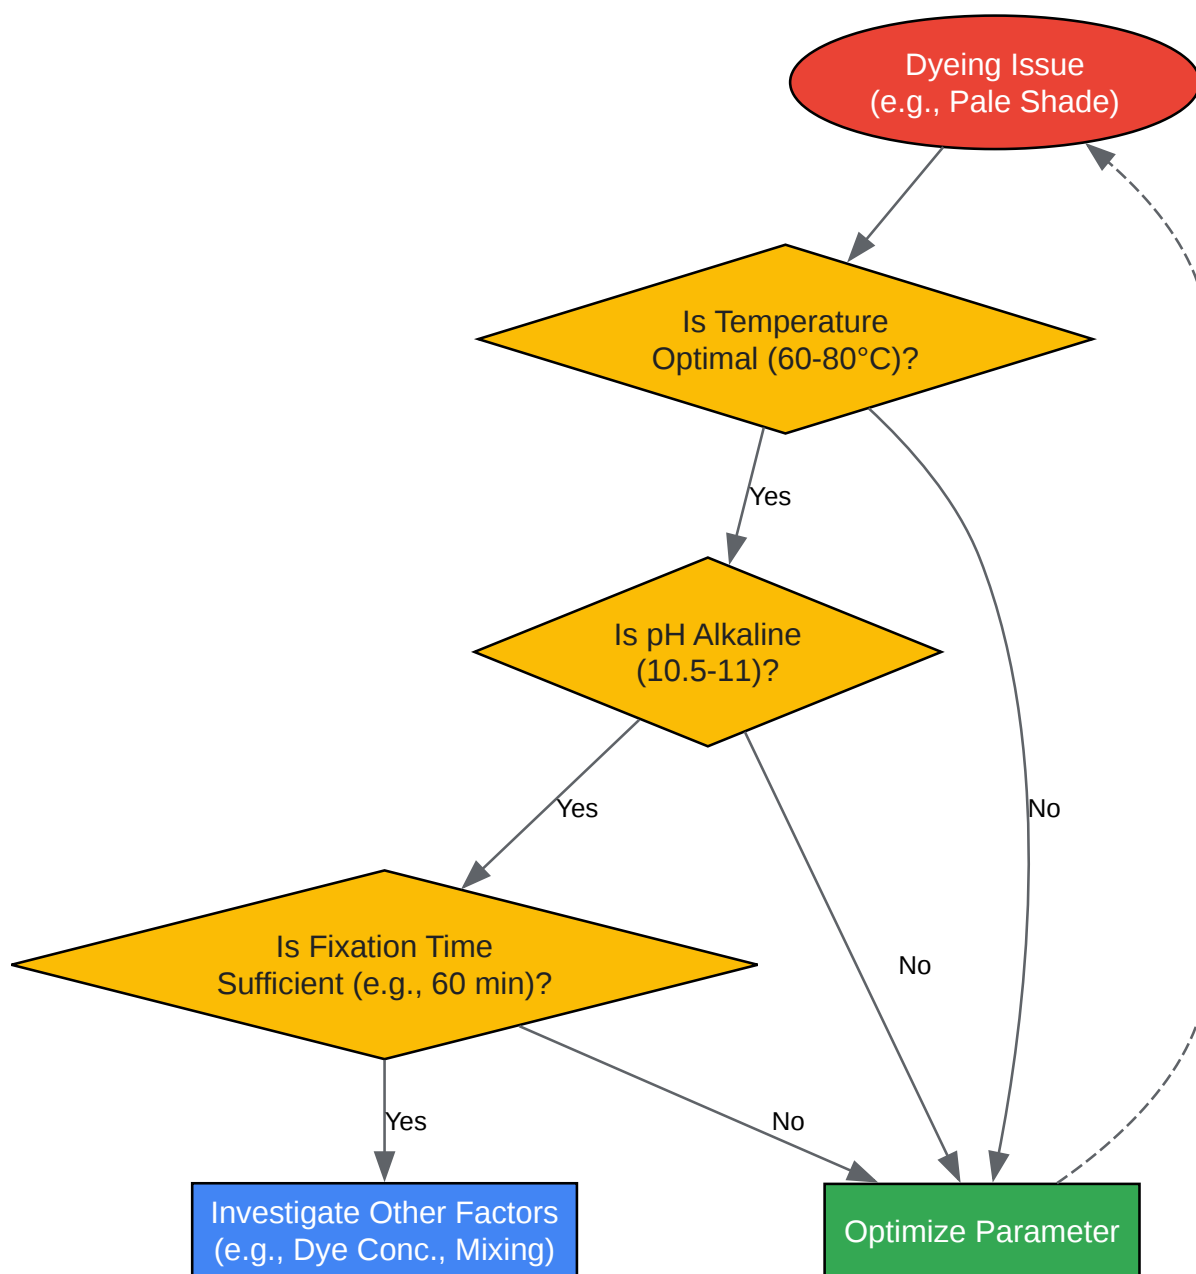 Dyeing Issue
(e.g., Pale Shade)
Is Temperature
Optimal (60-80°C)?
Yes
Is pH Alkaline
(10.5-11)?
Yes
No
Is Fixation Time
Sufficient (e.g., 60 min)?
No
Yes
No
Investigate Other Factors
(e.g., Dye Conc., Mixing)
Optimize Parameter